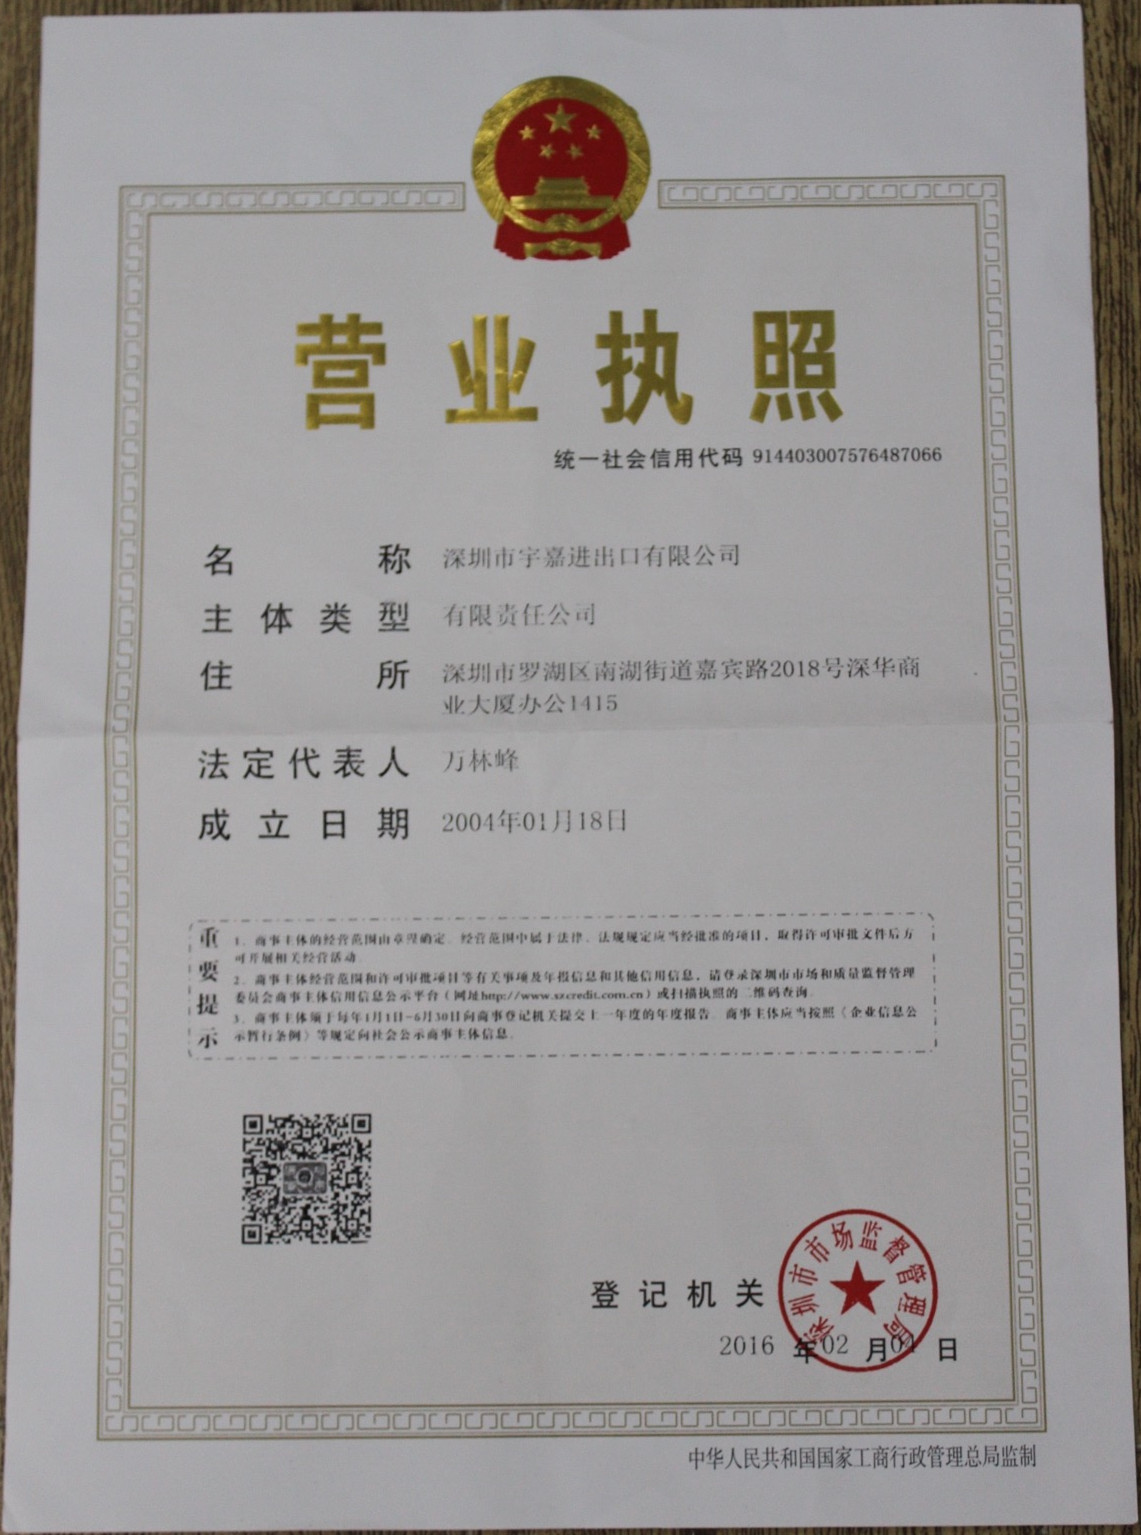 营业执照
统一社会信用代码 914403007576487066
名称 深圳市宇嘉进出口有限公司
主体类型 有限责任公司
住所 深圳市罗湖区南湖街道嘉宾路2018号深华商
业大厦办公1415
法定代表人 万林峰
成立日期 2004年01月18日
重要提示
1、商事主体的经营范围由章程确定。经营范围中属于法律、法规规定应当经批准的项目，取得许可审批文件后方
可开展相关经营活动。
2、商事主体经营范围和许可审批项目等有关事项及年报信息和其他信用信息，请登录深圳市市场和质量监督管理
委员会商事主体信用信息公示平台（网址http://www.szcredit.com.cn）或扫描执照的二维码查询。
3、商事主体须于每年1月1日-6月30日向商事登记机关提交上一年度的年度报告。商事主体应当按照《企业信息公
示暂行条例》等规定向社会公示商事主体信息。
登记机关
深圳市市场监督管理局
2016 年02 月04 日
中华人民共和国国家工商行政管理总局监制